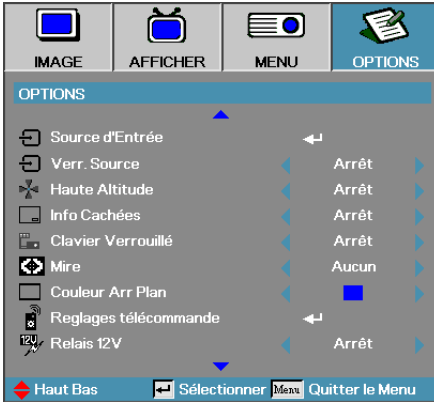 IMAGE AFFICHER MENU OPTIONS
OPTIONS
Source d'Entrée
Verr. Source Arrêt
Haute Altitude Arrêt
Info Cachées Arrêt
Clavier Verrouillé Arrêt
Mire Aucun
Couleur Arr Plan
Reglages télécommande
12V Relais 12V Arrêt
Haut Bas Sélectionner Menu Quitter le Menu